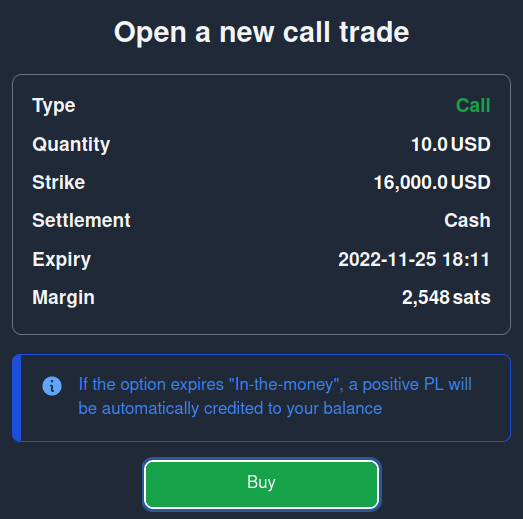 Open a new call trade
Type Call
Quantity 10.0 USD
Strike 16,000.0 USD
Settlement Cash
Expiry 2022-11-25 18:11
Margin 2,548 sats
If the option expires "In-the-money", a positive PL will
be automatically credited to your balance
Buy